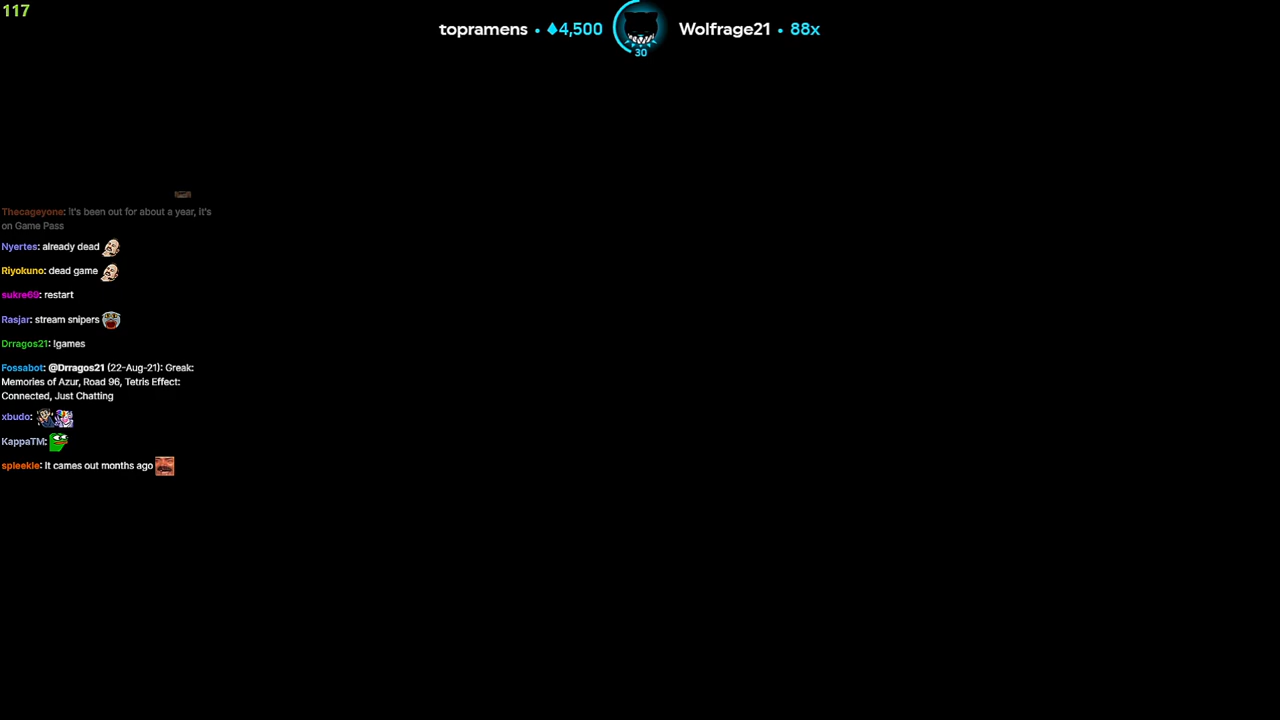 117
topramens • 4,500
Wolfrage21 • 88x
30
Thecageyone: It's been out for about a year, it's
on Game Pass
Nyertes: already dead
Riyokuno: dead game
sukre69: restart
Rasjar: stream snipers
Drragos21: !games
Fossabot: @Drragos21 (22-Aug-21): Greak:
Memories of Azur, Road 96, Tetris Effect:
Connected, Just Chatting
xbudo:
KappaTM:
spleekle: It cames out months ago